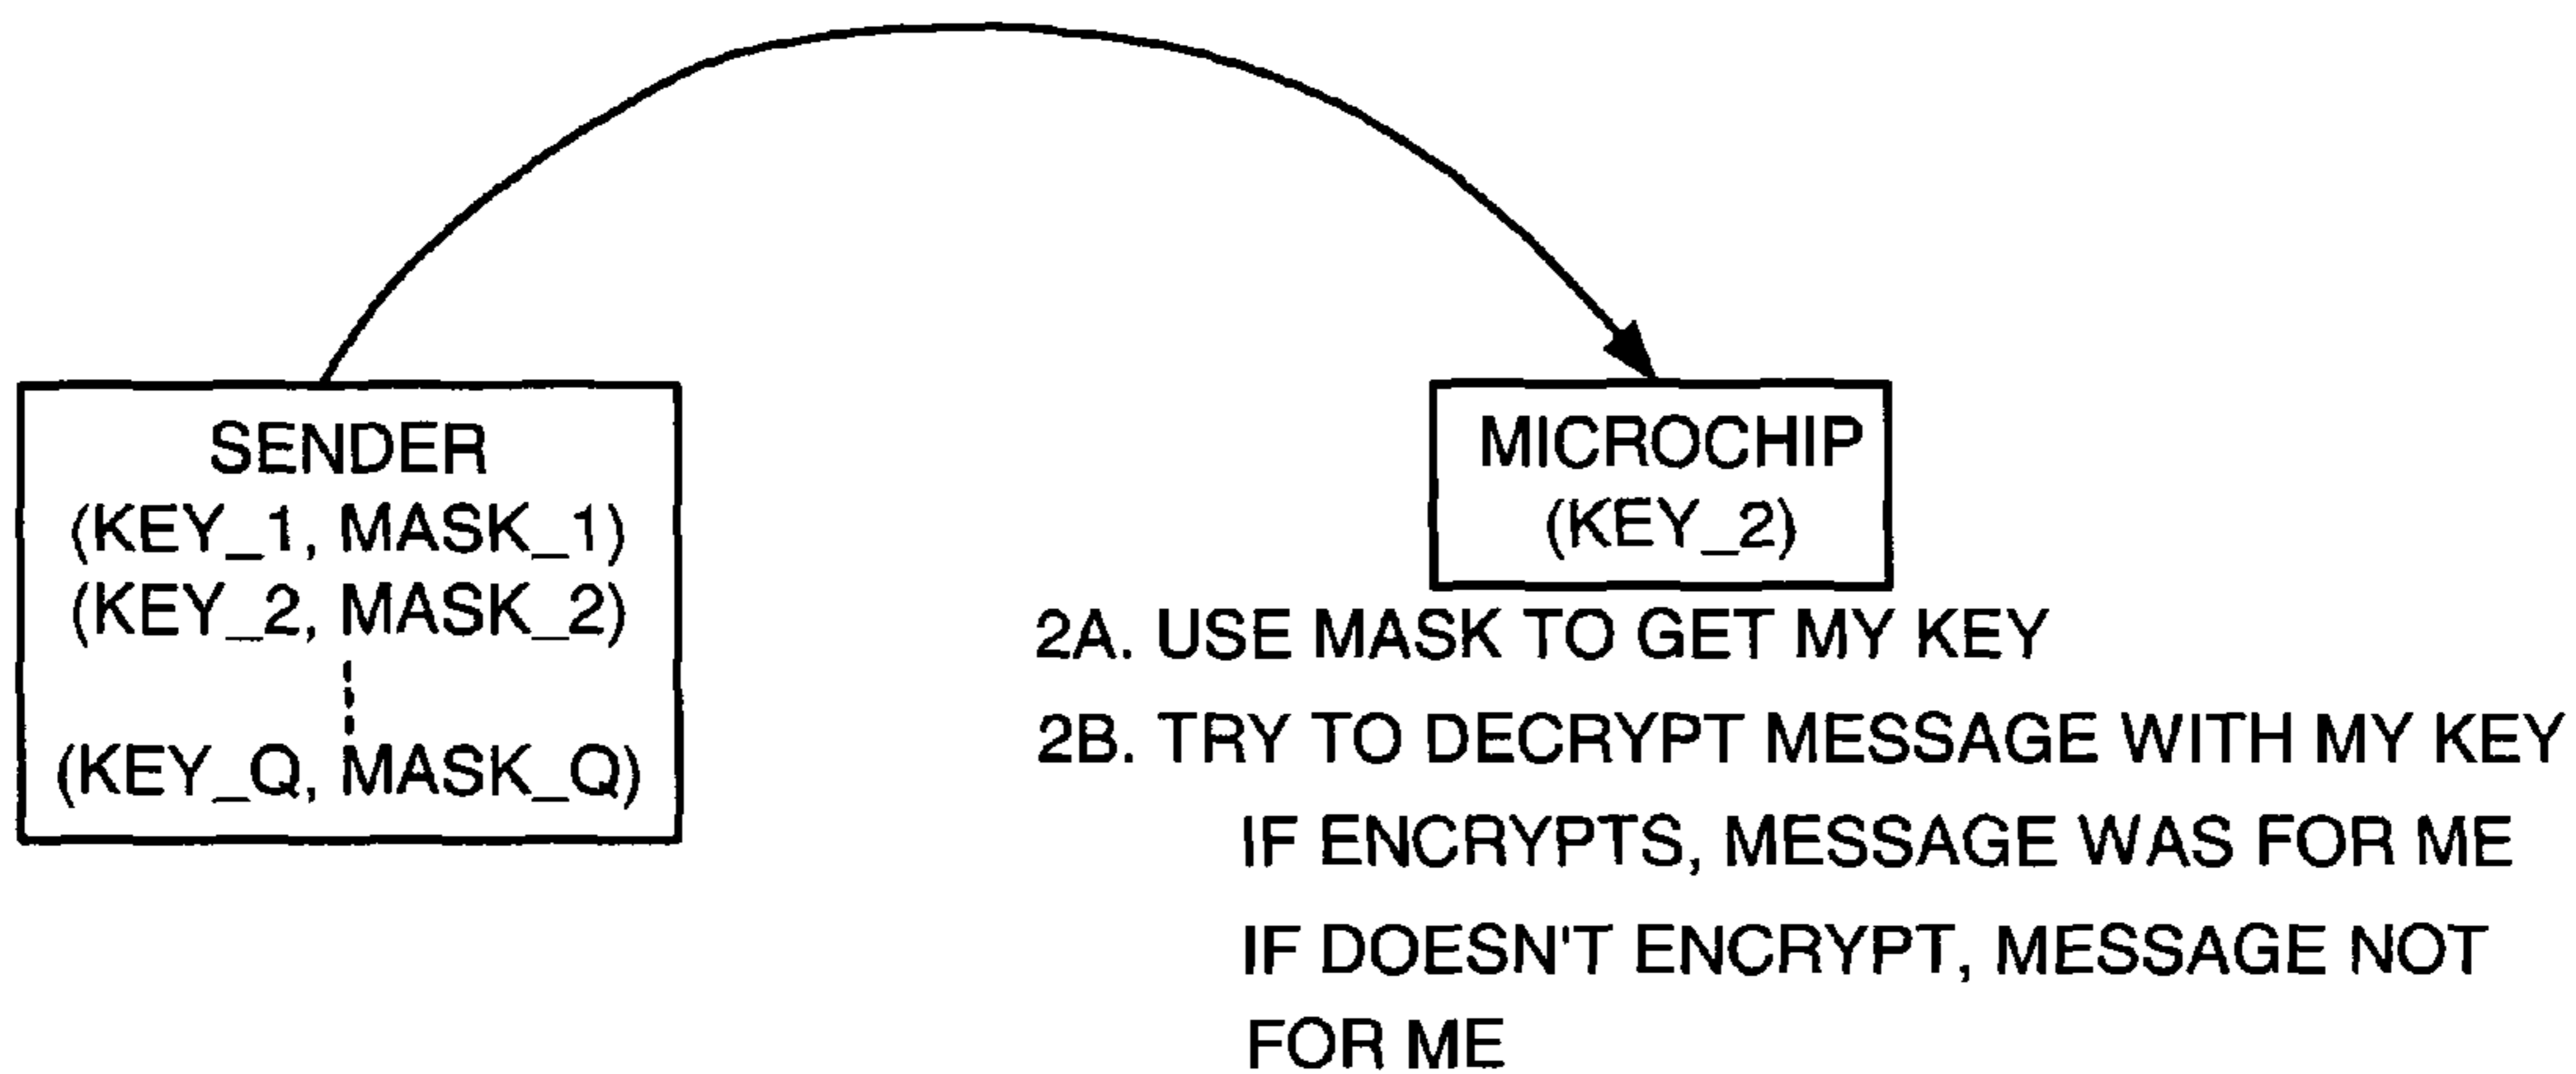 SENDER
(KEY_1, MASK_1)
(KEY_2, MASK_2)
(KEY_Q, MASK_Q)
MICROCHIP
(KEY_2)
2A. USE MASK TO GET MY KEY
2B. TRY TO DECRYPT MESSAGE WITH MY KEY
IF ENCRYPTS, MESSAGE WAS FOR ME
IF DOESN'T ENCRYPT, MESSAGE NOT
FOR ME